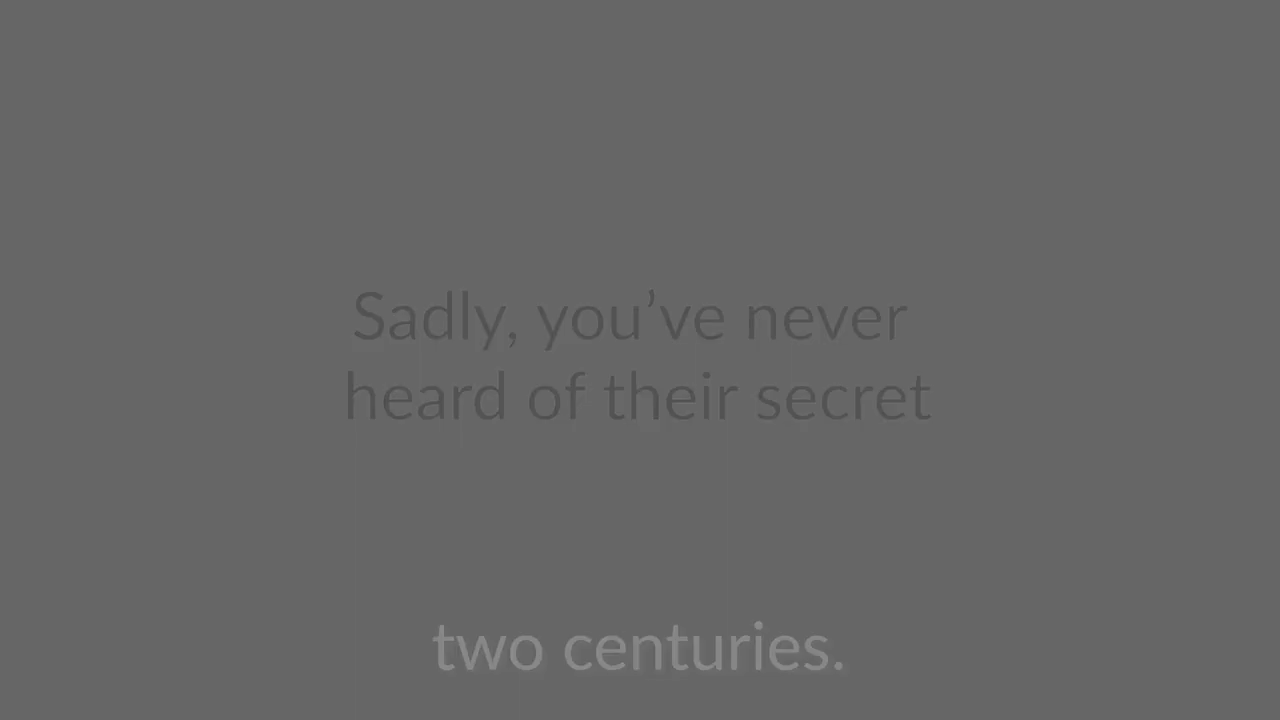 Sadly, you’ve never
heard of their secret
two centuries.